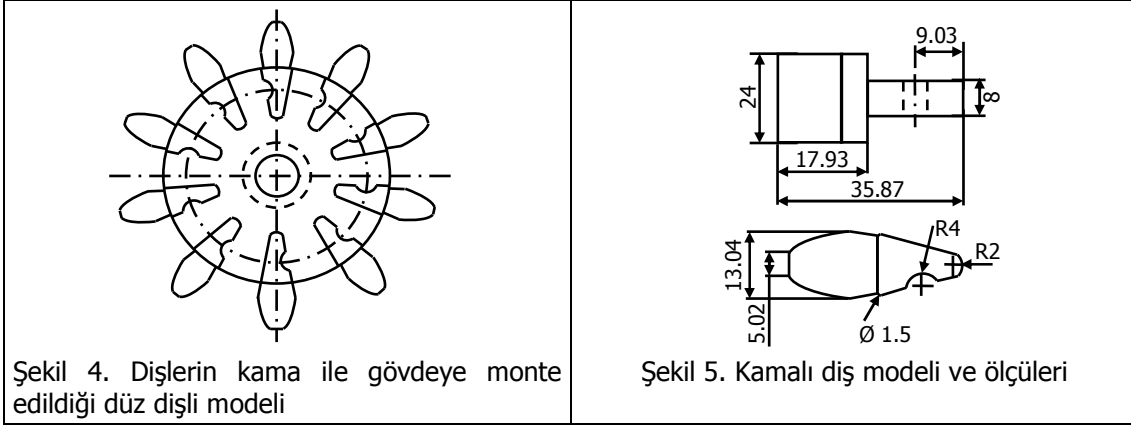 9.03
24
8
17.93
35.87
R4
R2
13.04
5.02
Ø 1.5
Şekil 4. Dişlerin kama ile gövdeye monte
edildiği düz dişli modeli
Şekil 5. Kamalı diş modeli ve ölçüleri